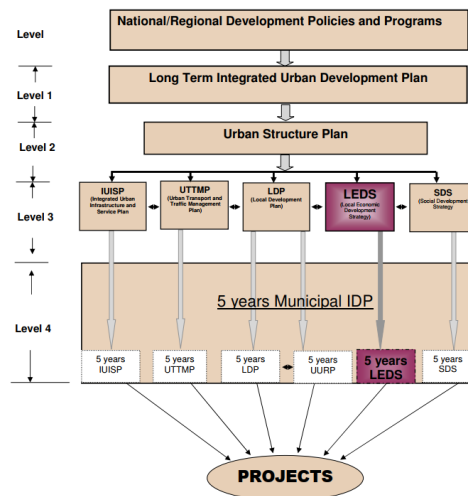 Level
National/Regional Development Policies and Programs
Level 1
Long Term Integrated Urban Development Plan
Level 2
Urban Structure Plan
Level 3
IUISP
(Integrated Urban
Infrastructure and
Service Plan)
UTTMP
(Urban Transport and
Traffic Management
Plan)
LDP
(Local Development
Plan)
LEDS
(Local Economic
Development
Strategy)
SDS
(Social Development
Strategy)
Level 4
5 years Municipal IDP
5 years
IUISP
5 years
UTTMP
5 years
LDP
5 years
UURP
5 years
LEDS
5 years
SDS
PROJECTS